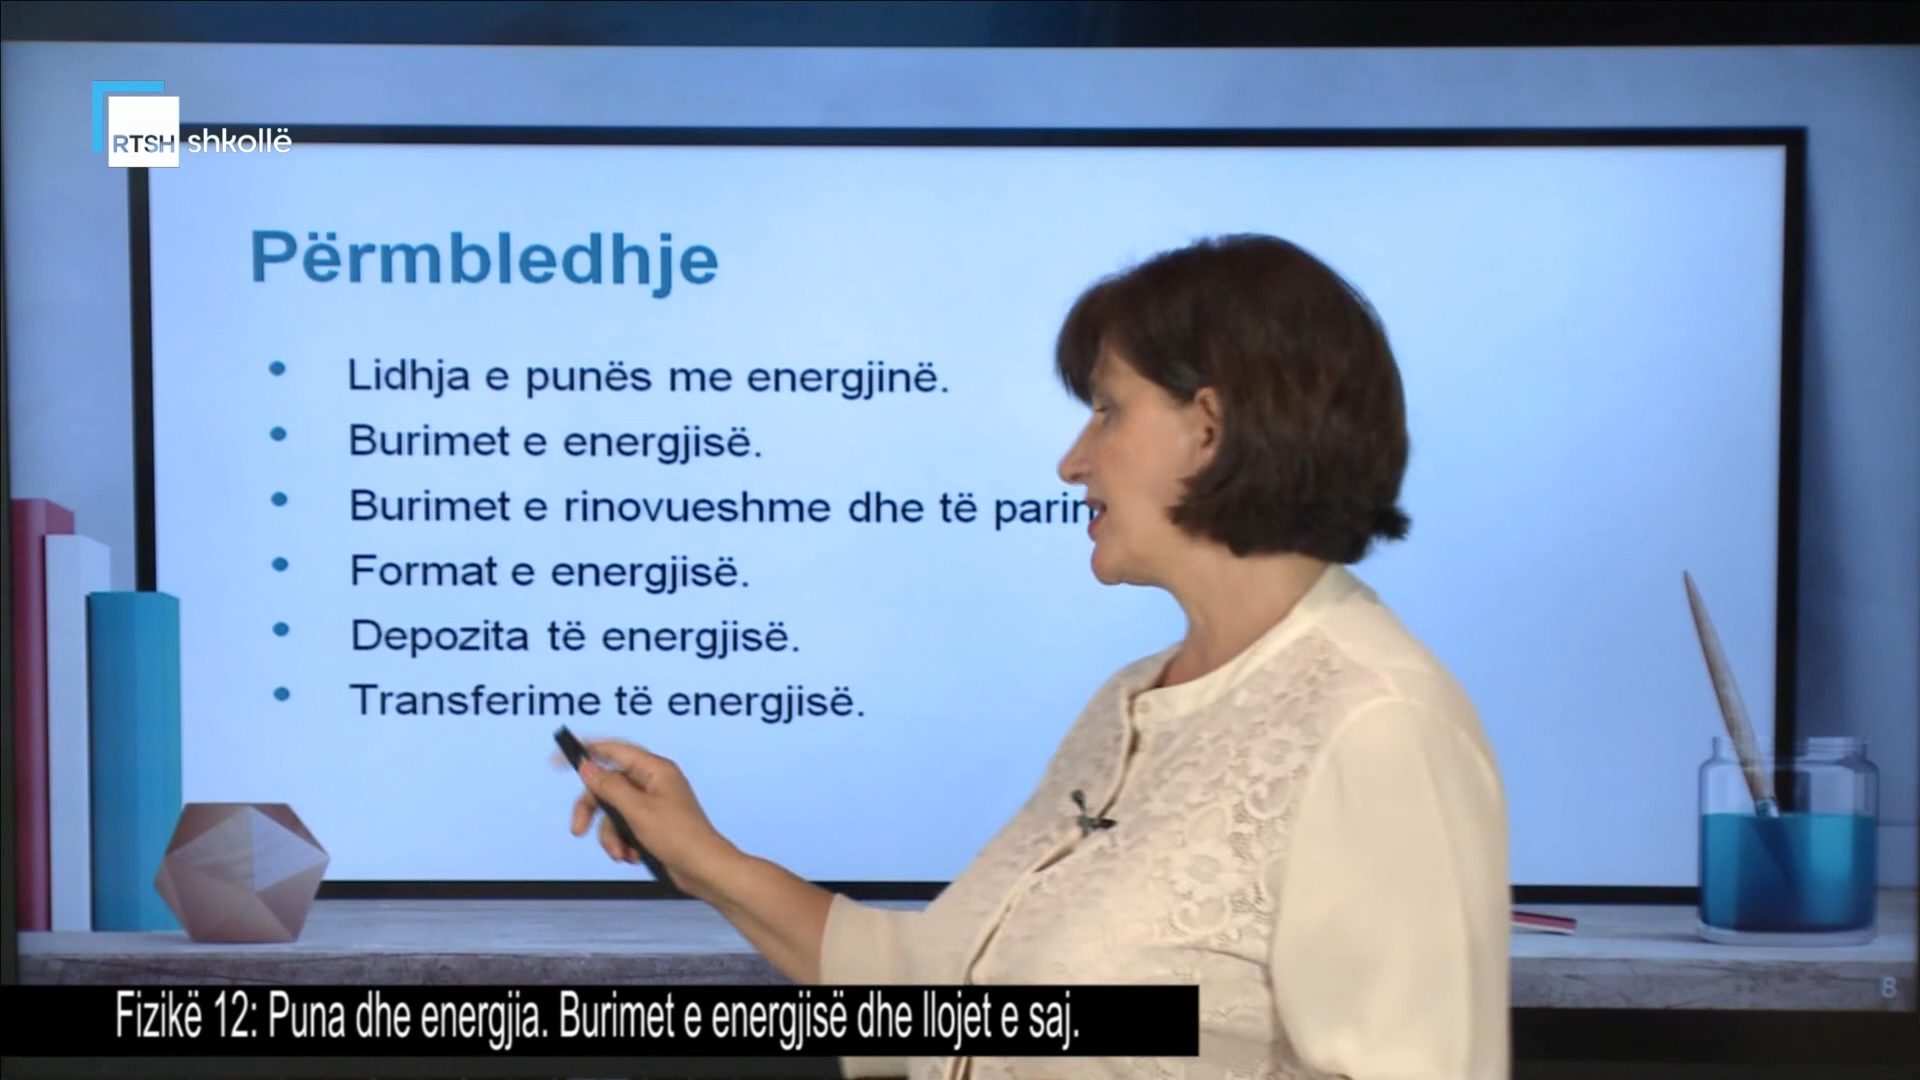 RTSH shkollë
Përmbledhje
• Lidhja e punës me energjinë.
• Burimet e energjisë.
• Burimet e rinovueshme dhe të
• Format e energjisë.
• Depozita të energjisë.
• Transferime të energjisë.
8
Fizikë 12: Puna dhe energjia. Burimet e energjisë dhe llojet e saj.